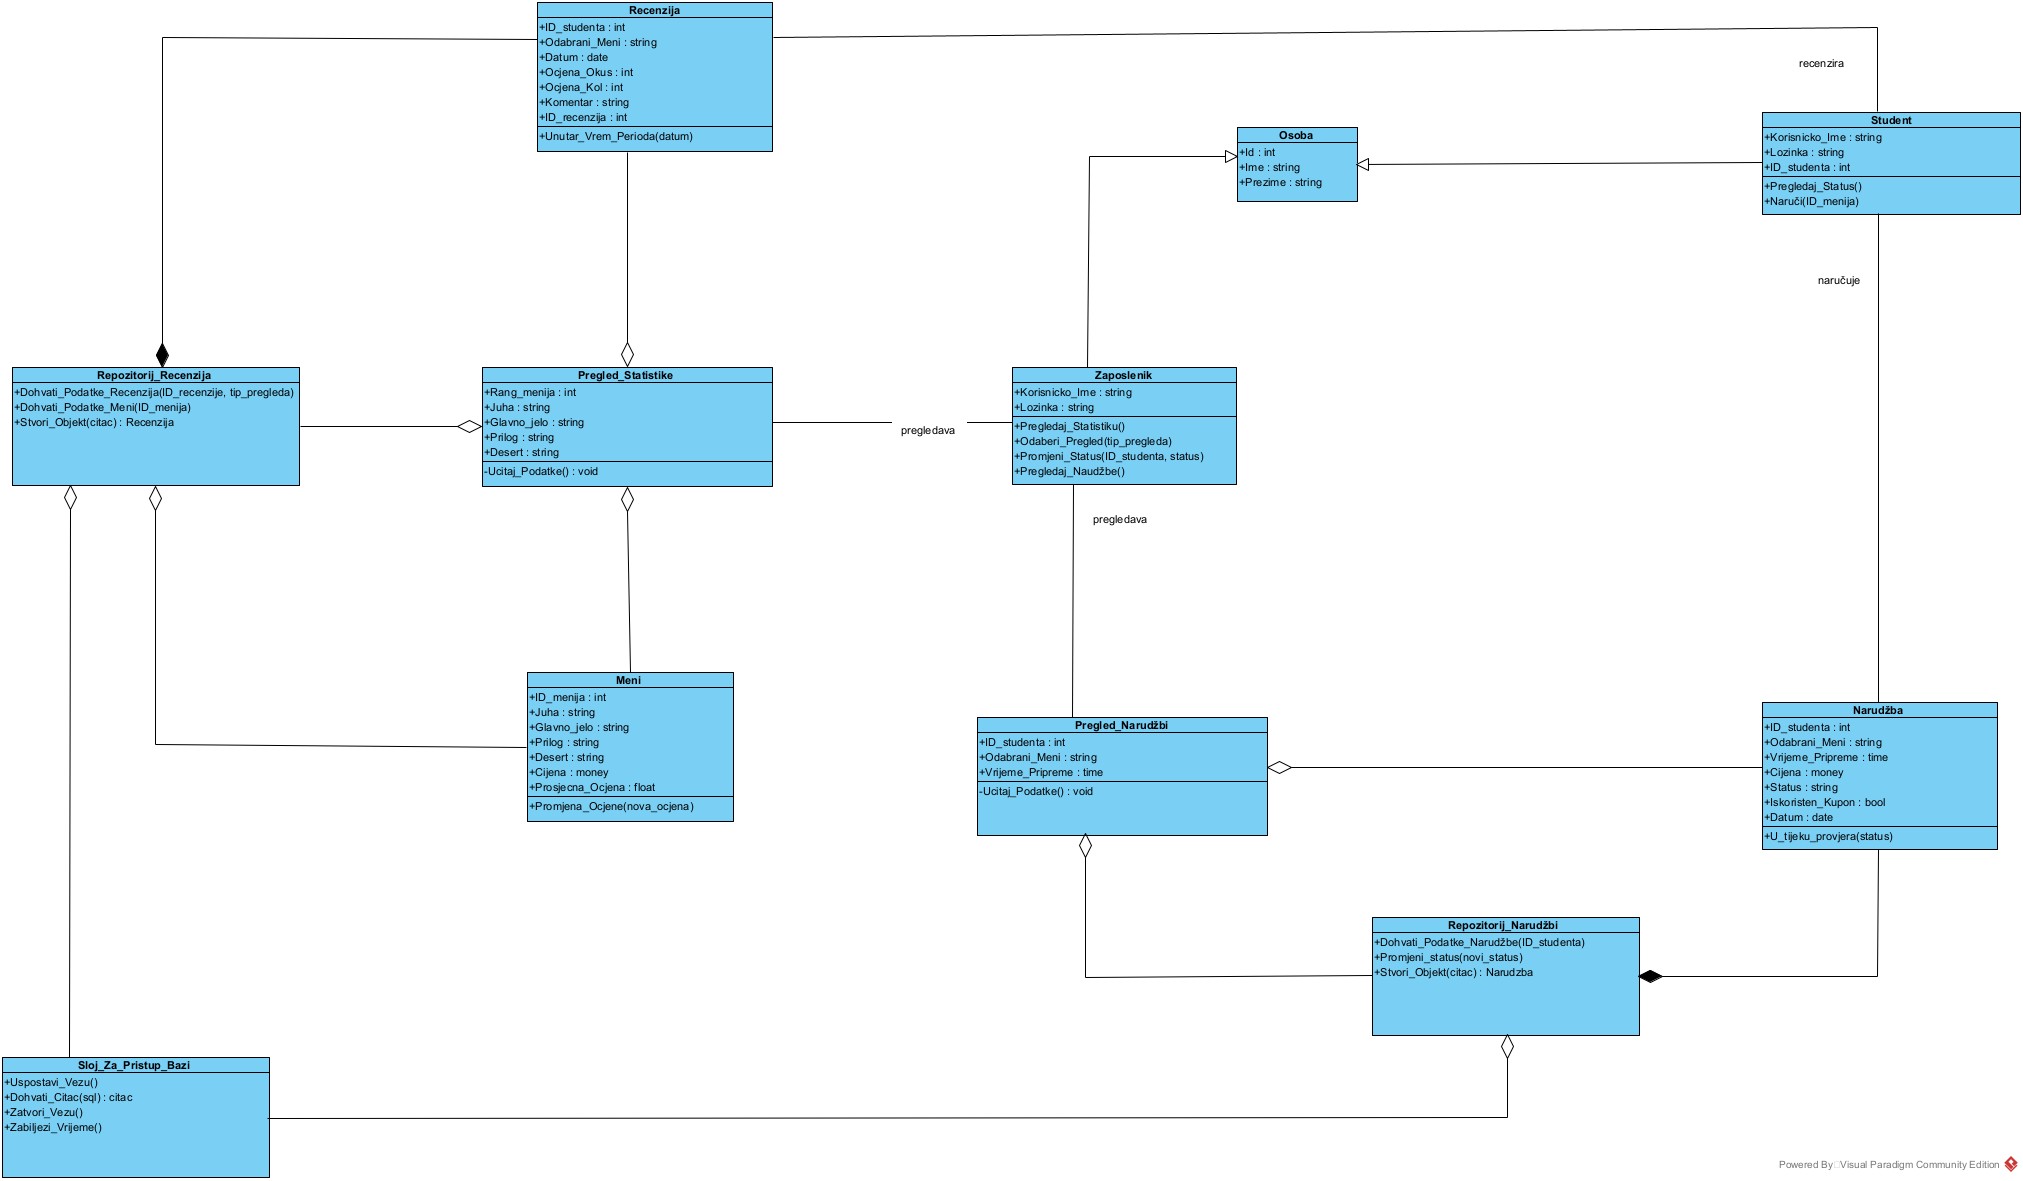 Recenzija
+ID_studenta : int
+Odabrani_Meni : string
+Datum : date
+Ocjena_Okus : int
+Ocjena_Kol : int
+Komentar : string
+ID_recenzija : int
+Unutar_Vrem_Perioda(datum)
recenzira
Osoba
+Id : int
+Ime : string
+Prezime : string
Student
+Korisnicko_Ime : string
+Lozinka : string
+ID_studenta : int
+Pregledaj_Status()
+Naruči(ID_menija)
naručuje
Repozitorij_Recenzija
+Dohvati_Podatke_Recenzija(ID_recenzije, tip_pregleda)
+Dohvati_Podatke_Meni(ID_menija)
+Stvori_Objekt(citac) : Recenzija
Pregled_Statistike
+Rang_menija : int
+Juha : string
+Glavno_jelo : string
+Prilog : string
+Desert : string
-Ucitaj_Podatke() : void
pregledava
Zaposlenik
+Korisnicko_Ime : string
+Lozinka : string
+Pregledaj_Statistiku()
+Odaberi_Pregled(tip_pregleda)
+Promjeni_Status(ID_studenta, status)
+Pregledaj_Naudžbe()
pregledava
Meni
+ID_menija : int
+Juha : string
+Glavno_jelo : string
+Prilog : string
+Desert : string
+Cijena : money
+Prosjecna_Ocjena : float
+Promjena_Ocjene(nova_ocjena)
Pregled_Narudžbi
+ID_studenta : int
+Odabrani_Meni : string
+Vrijeme_Pripreme : time
-Ucitaj_Podatke() : void
Narudžba
+ID_studenta : int
+Odabrani_Meni : string
+Vrijeme_Pripreme : time
+Cijena : money
+Status : string
+Iskoristen_Kupon : bool
+Datum : date
+U_tijeku_provjera(status)
Repozitorij_Narudžbi
+Dohvati_Podatke_Narudžbe(ID_studenta)
+Promjeni_status(novi_status)
+Stvori_Objekt(citac) : Narudzba
Sloj_Za_Pristup_Bazi
+Uspostavi_Vezu()
+Dohvati_Citac(sql) : citac
+Zatvori_Vezu()
+Zabiljezi_Vrijeme()
Powered By Visual Paradigm Community Edition